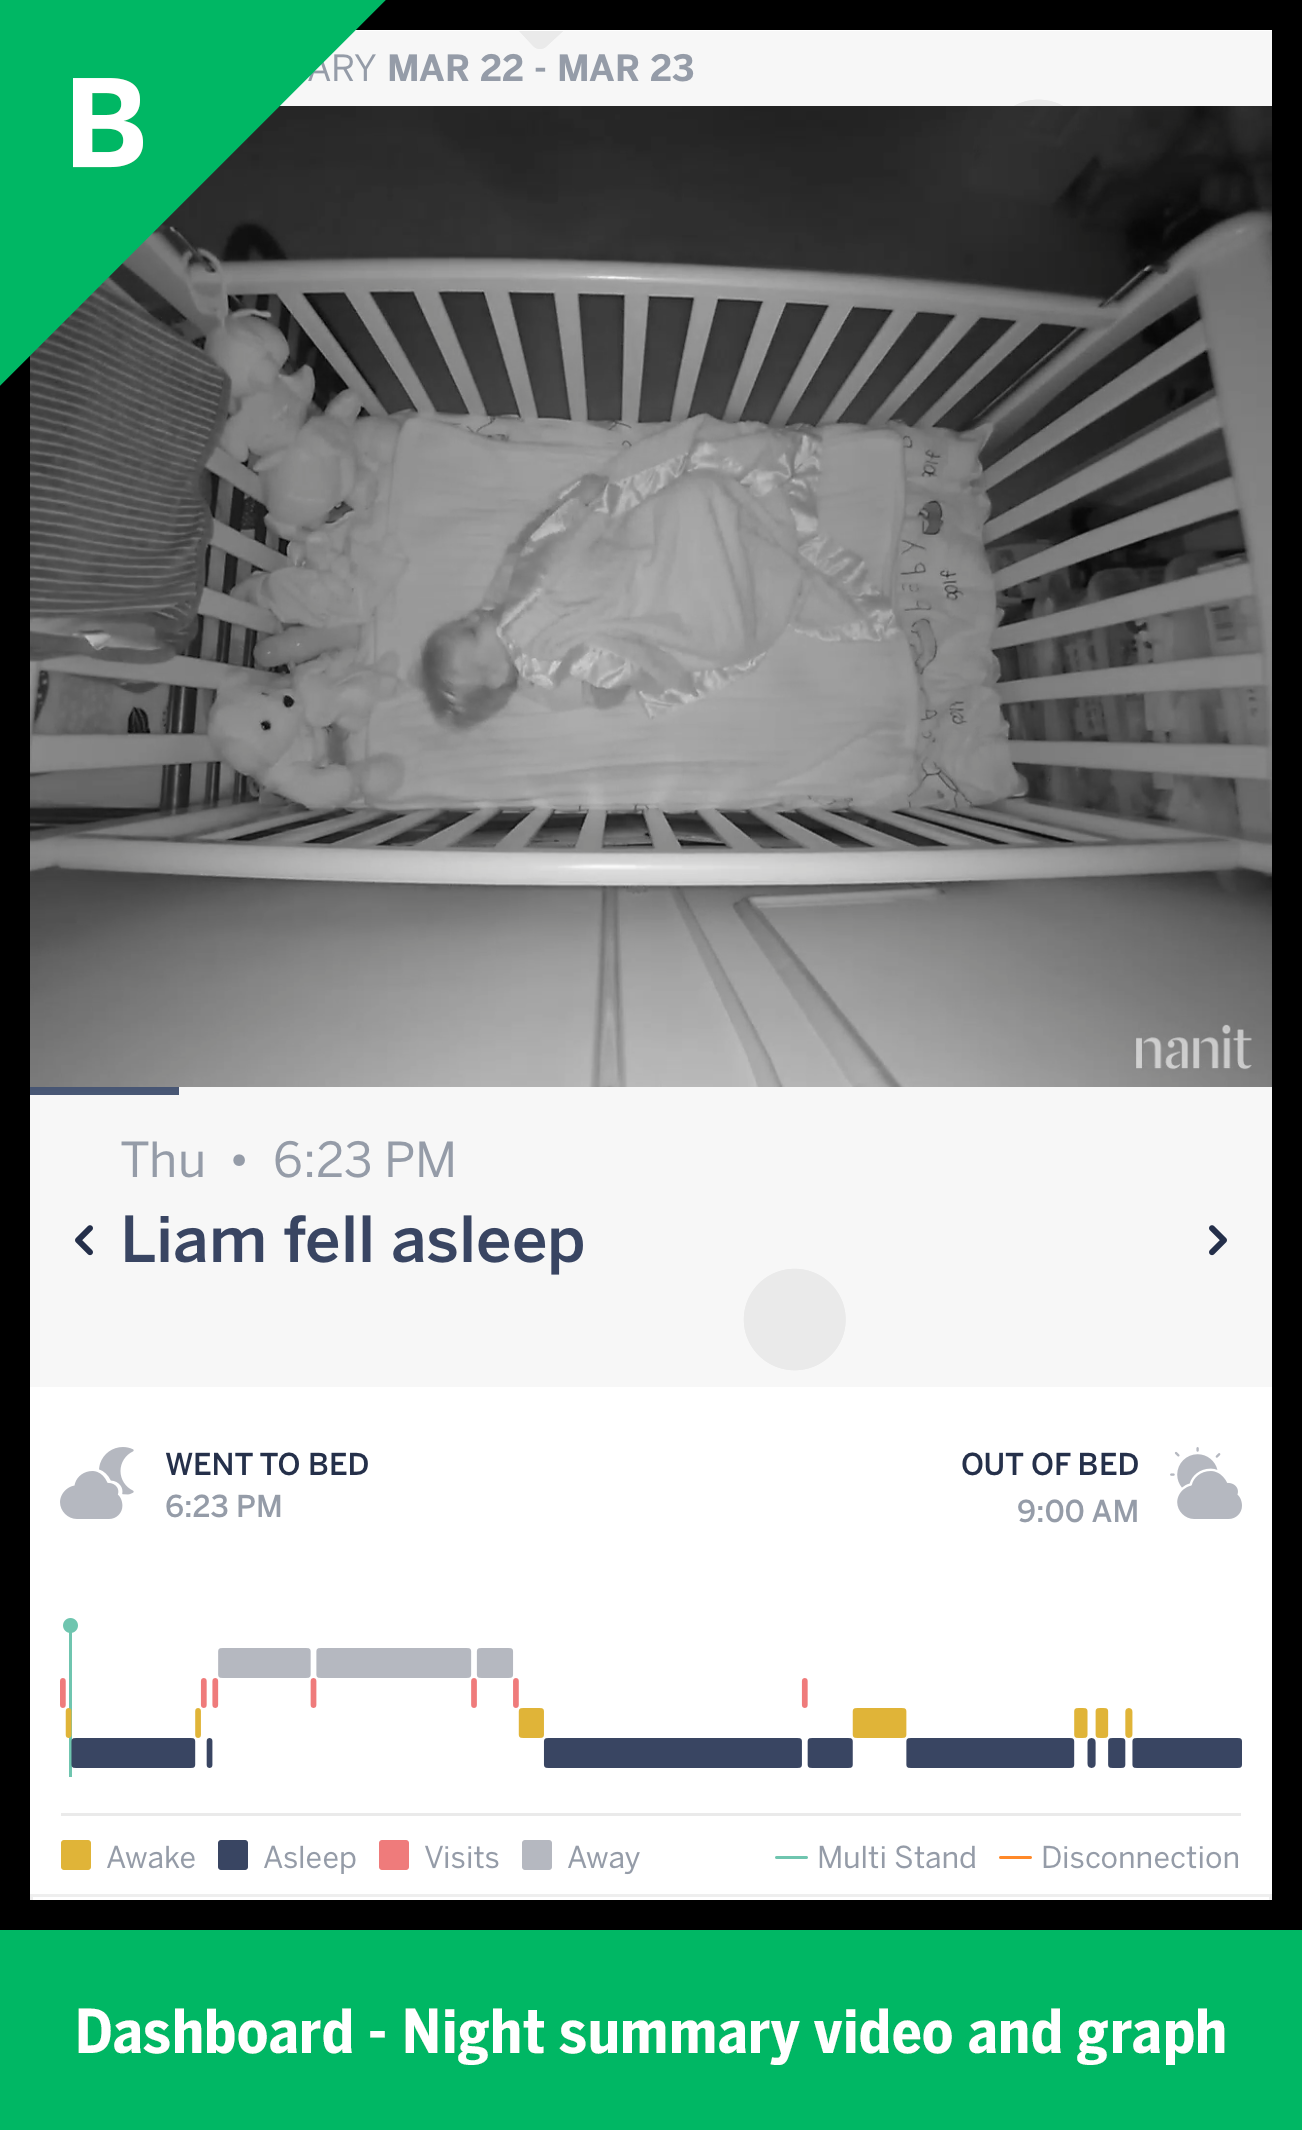 B
ARY MAR 22 - MAR 23
nanit
Thu • 6:23 PM
Liam fell asleep
WENT TO BED
6:23 PM
OUT OF BED
9:00 AM
Awake Asleep Visits Away Multi Stand Disconnection
Dashboard - Night summary video and graph